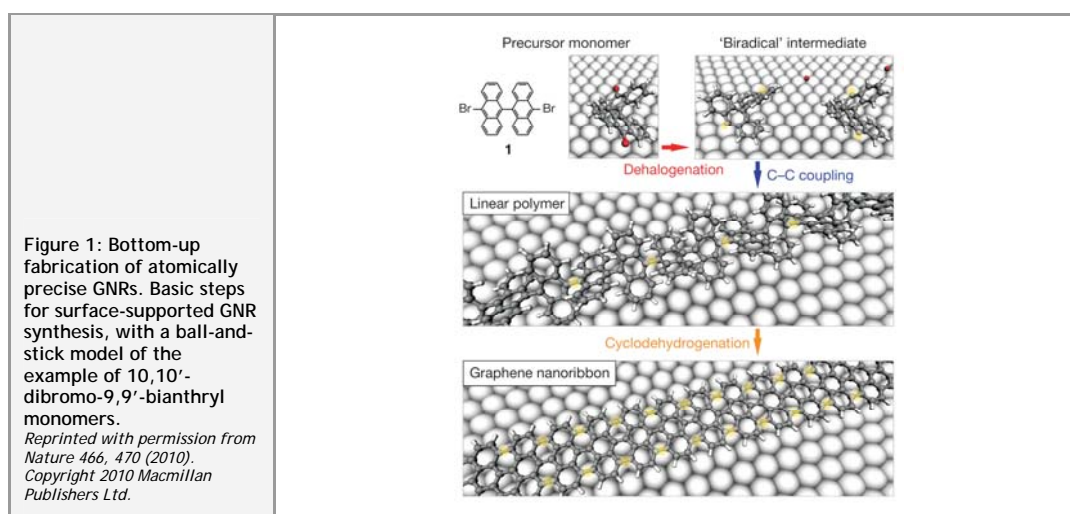 Figure 1: Bottom-up
fabrication of atomically
precise GNRs. Basic steps
for surface-supported GNR
synthesis, with a ball-and-
stick model of the
example of 10,10′-
dibromo-9,9′-bianthryl
monomers.
Reprinted with permission from
Nature 466, 470 (2010).
Copyright 2010 Macmillan
Publishers Ltd.
Precursor monomer
'Biradical' intermediate
Br
Br
1
Dehalogenation
C–C coupling
Linear polymer
Cyclodehydrogenation
Graphene nanoribbon